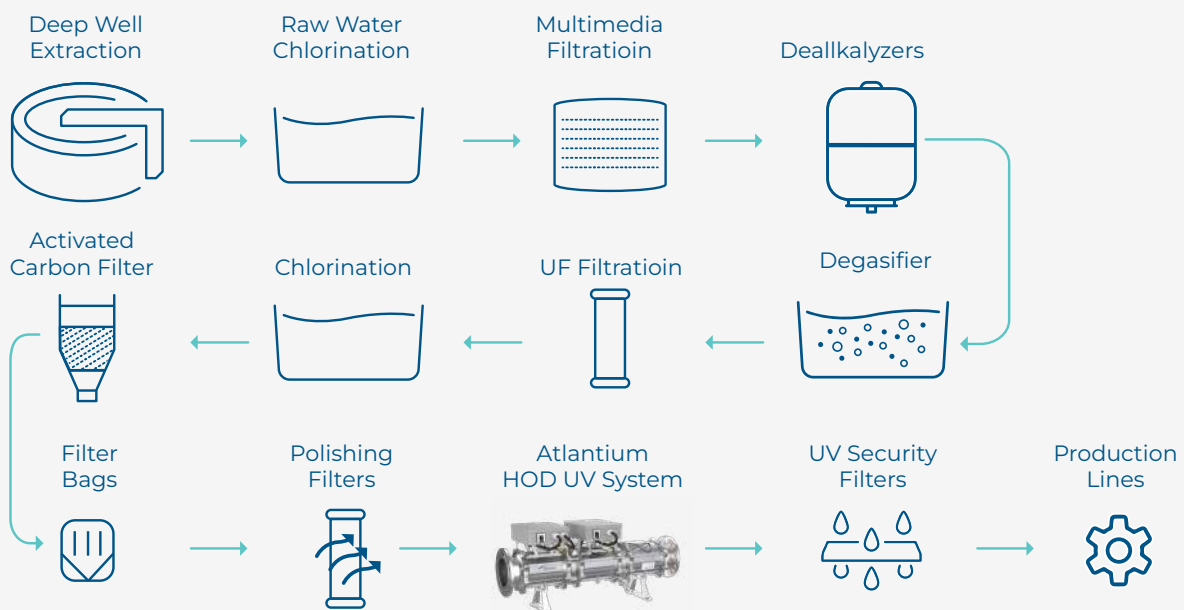 Deep Well
Extraction
Raw Water
Chlorination
Multimedia
Filtratioin
Deallkalyzers
Activated
Carbon Filter
Chlorination
UF Filtratioin
Degasifier
Filter
Bags
Polishing
Filters
Atlantium
HOD UV System
UV Security
Filters
Production
Lines